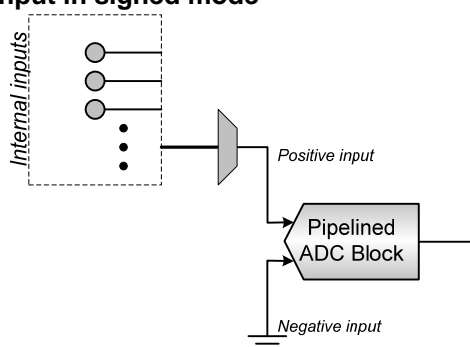 input in signed mode
Internal inputs
Positive input
Pipelined
ADC Block
Negative input